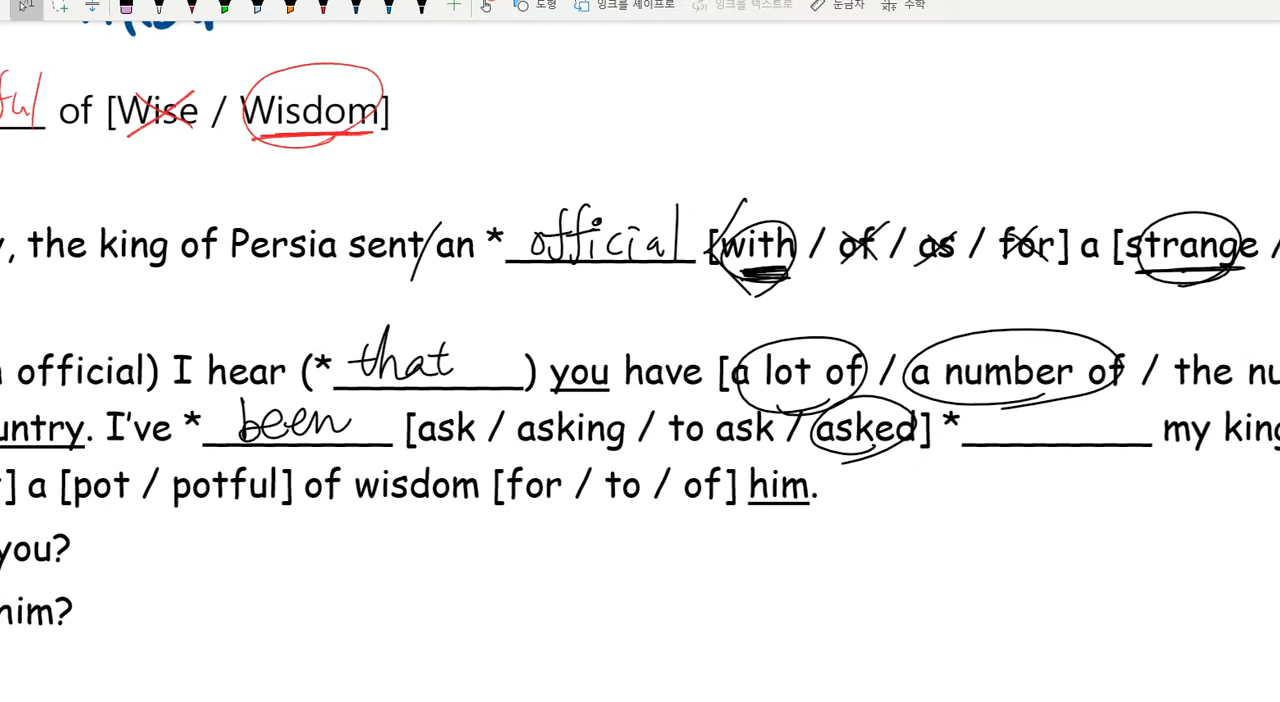 도형 잉크를 셰이프로 잉크를 텍스트로 눈금자 수학
ful of [Wise / Wisdom]
, the king of Persia sent/an * official [with / of / as / for] a [strange /
official) I hear (* that ) you have [a lot of / a number of / the nu
untry. I've * been [ask / asking / to ask / asked] *__________ my king
] a [pot / potful] of wisdom [for / to / of] him.
you?
him?